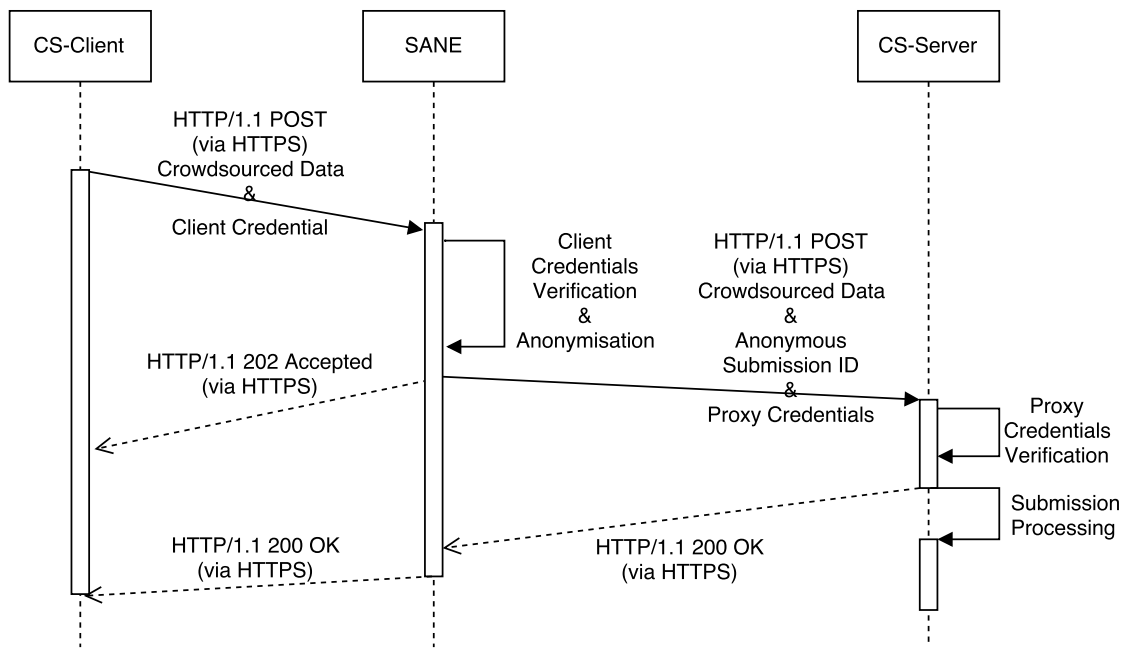 CS-Client
SANE
CS-Server
HTTP/1.1 POST
(via HTTPS)
Crowdsourced Data
&
Client Credential
Client
Credentials
Verification
&
Anonymisation
HTTP/1.1 POST
(via HTTPS)
Crowdsourced Data
&
Anonymous
Submission ID
&
Proxy Credentials
HTTP/1.1 202 Accepted
(via HTTPS)
Proxy
Credentials
Verification
Submission
Processing
HTTP/1.1 200 OK
(via HTTPS)
HTTP/1.1 200 OK
(via HTTPS)